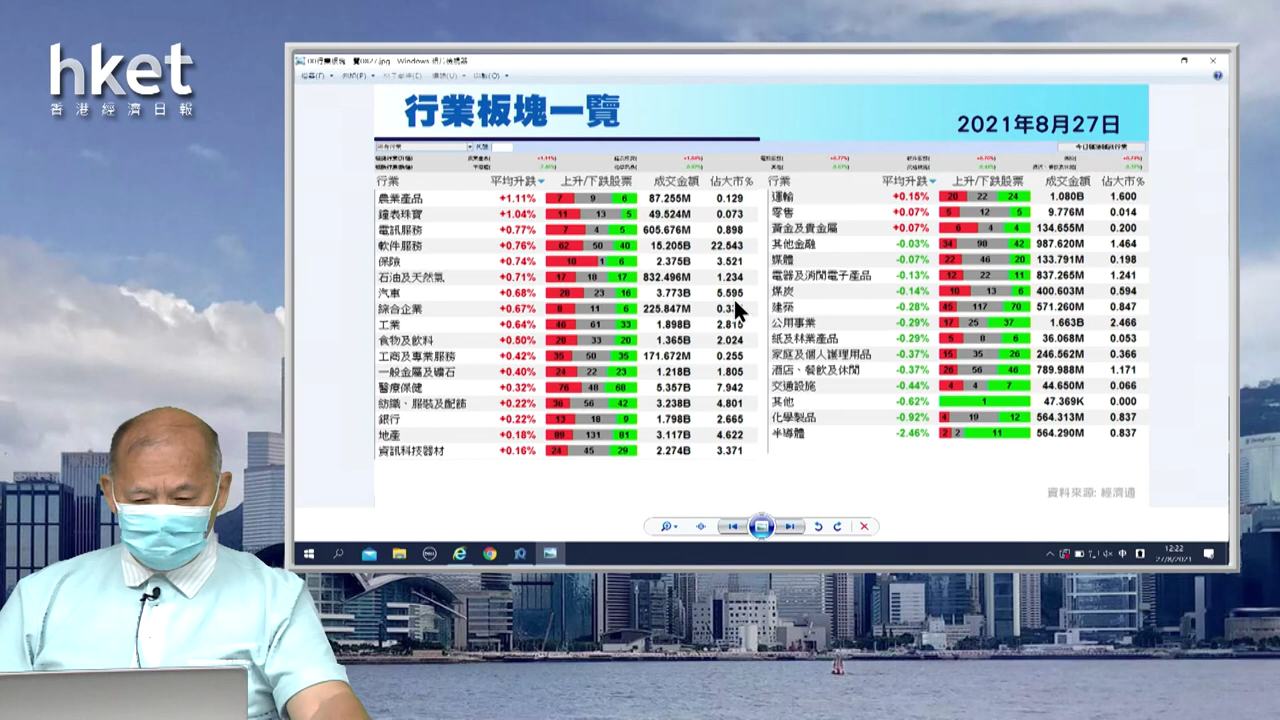 hket
香港經濟日報
行業板塊一覽
2021年8月27日
行業 平均升跌 上升/下跌股票 成交金額 佔大市%
農業產品 +1.11% 7 9 6 87.255M 0.129
鐘表珠寶 +1.04% 11 13 5 49.524M 0.073
電訊服務 +0.77% 7 4 5 605.676M 0.898
軟件服務 +0.76% 62 50 40 15.205B 22.543
保險 +0.74% 10 1 6 2.375B 3.521
石油及天然氣 +0.71% 17 18 17 832.496M 1.234
汽車 +0.68% 28 23 16 3.773B 5.595
綜合企業 +0.67% 8 11 6 225.847M
工業 +0.64% 61 33 1.898B
食物及飲料 +0.50% 28 33 20 1.365B 2.024
工商及專業服務 +0.42% 35 50 35 171.672M 0.255
一般金屬及礦石 +0.40% 24 22 23 1.218B 1.805
醫療保健 +0.32% 76 48 68 5.357B 7.942
紡織、服裝及配飾 +0.22% 36 56 42 3.238B 4.801
銀行 +0.22% 13 18 9 1.798B 2.665
地產 +0.18% 89 131 81 3.117B 4.622
資訊科技器材 +0.16% 24 45 29 2.274B 3.371
行業 平均升跌 上升/下跌股票 成交金額 佔大市%
運輸 +0.15% 20 22 24 1.080B 1.600
零售 +0.07% 5 12 5 9.776M 0.014
黃金及貴金屬 +0.07% 6 4 4 134.655M 0.200
其他金融 -0.03% 34 98 42 987.620M 1.464
媒體 -0.07% 22 46 20 133.791M 0.198
電器及消閒電子產品 -0.13% 12 22 11 837.265M 1.241
煤炭 -0.14% 10 13 6 400.603M 0.594
建築 -0.28% 45 117 70 571.260M 0.847
公用事業 -0.29% 17 25 37 1.663B 2.466
紙及林業產品 -0.29% 5 8 6 36.068M 0.053
家庭及個人護理用品 -0.37% 15 35 26 246.562M 0.366
酒店、餐飲及休閒 -0.37% 26 56 46 789.988M 1.171
交通設施 -0.44% 4 4 7 44.650M 0.066
其他 -0.62% 1 47.369K 0.000
化學製品 -0.92% 4 19 12 564.313M 0.837
半導體 -2.46% 2 2 11 564.290M 0.837
資料來源: 經濟通
12:22
27/8/2021